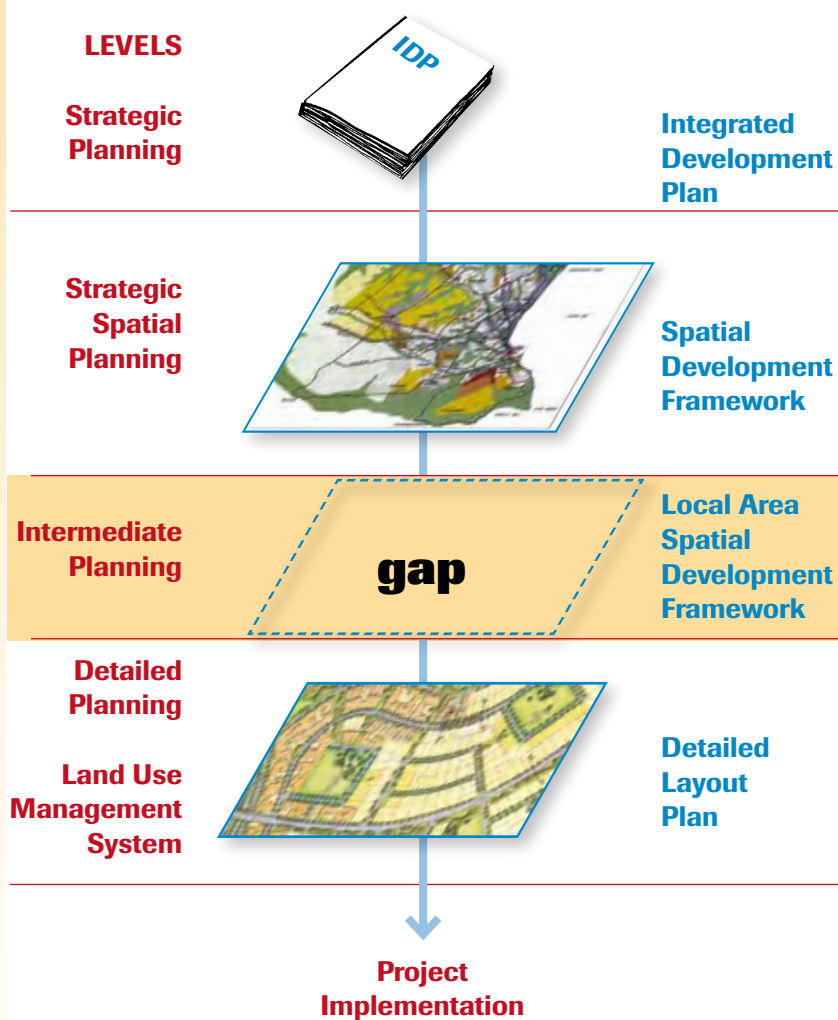 LEVELS
IDP
Strategic
Planning
Integrated
Development
Plan
Strategic
Spatial
Planning
Spatial
Development
Framework
Intermediate
Planning
gap
Local Area
Spatial
Development
Framework
Detailed
Planning
Land Use
Management
System
Detailed
Layout
Plan
Project
Implementation